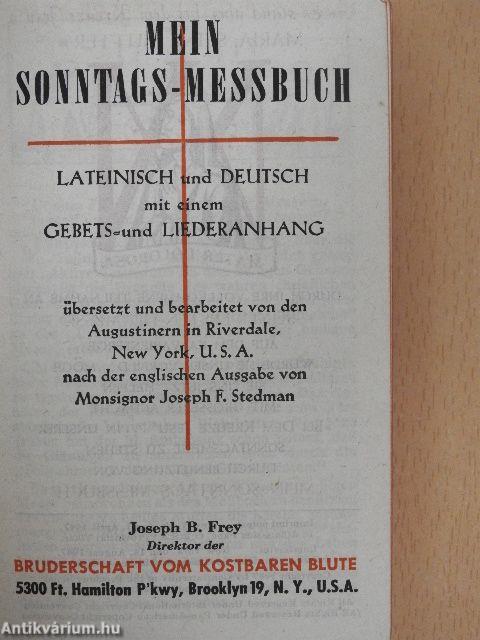 MEIN
SONNTAGS-MESSBUCH
LATEINISCH und DEUTSCH
mit einem
GEBETS- und LIEDERANHANG
übersetzt und bearbeitet von den
Augustinern in Riverdale,
New York, U. S. A.
nach der englischen Ausgabe von
Monsignor Joseph F. Stedman
Joseph B. Frey
Direktor der
BRUDERSCHAFT VOM KOSTBAREN BLUTE
5300 Ft. Hamilton P'kwy, Brooklyn 19, N. Y., U.S.A.
Antikvárium.hu